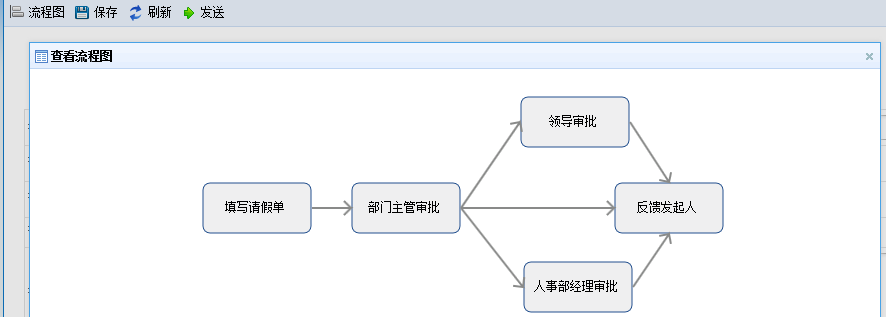 流程图 保存 刷新 发送
查看流程图
领导审批
填写请假单 部门主管审批 反馈发起人
人事部经理审批